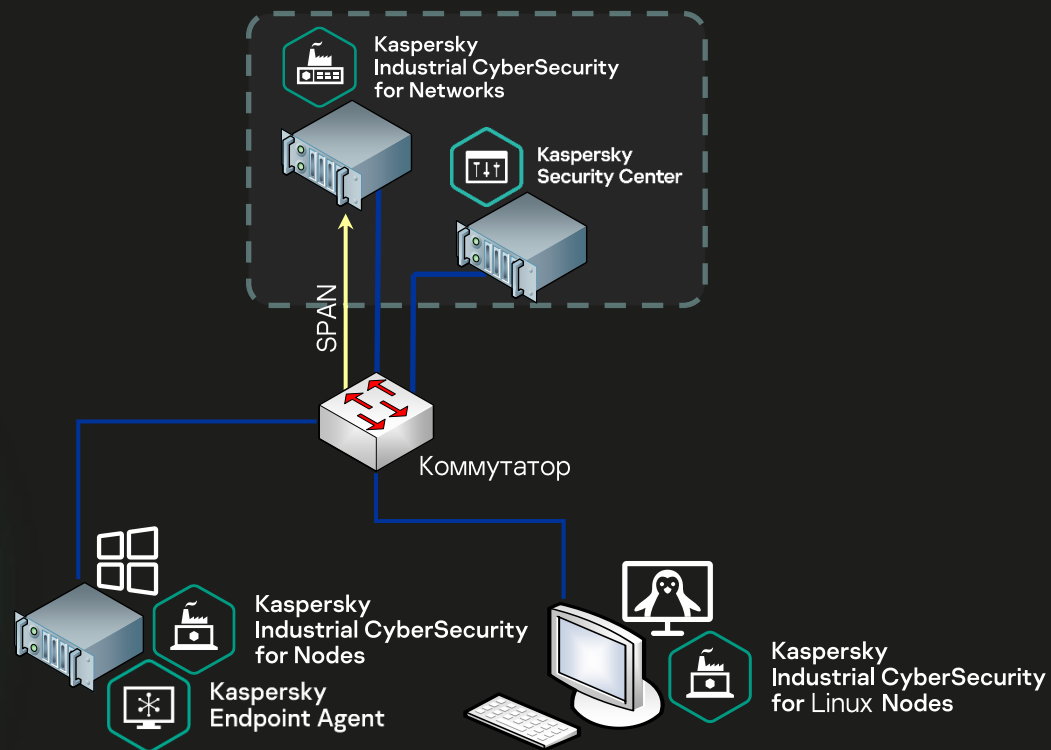 Kaspersky
Industrial CyberSecurity
for Networks
Kaspersky
Security Center
SPAN
Коммутатор
Kaspersky
Industrial CyberSecurity
for Nodes
Kaspersky
Endpoint Agent
Kaspersky
Industrial CyberSecurity
for Linux Nodes